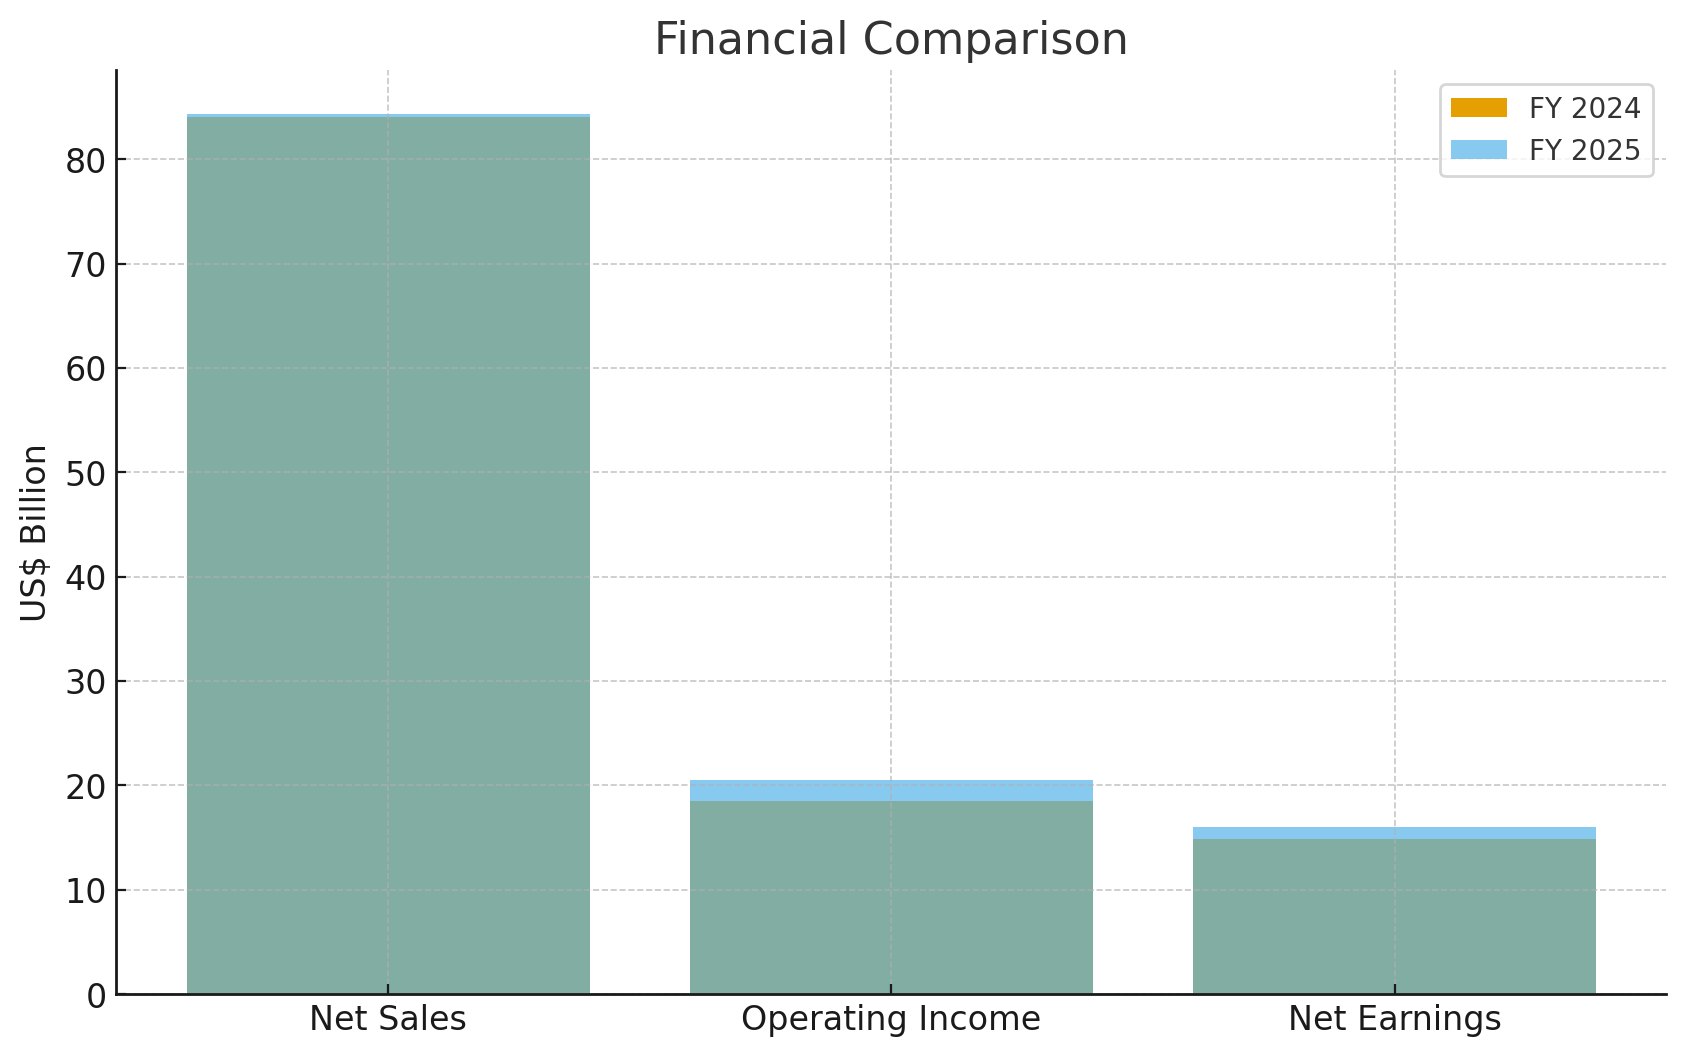 Financial Comparison
FY 2024
FY 2025
US$ Billion
80
70
60
50
40
30
20
10
0
Net Sales
Operating Income
Net Earnings